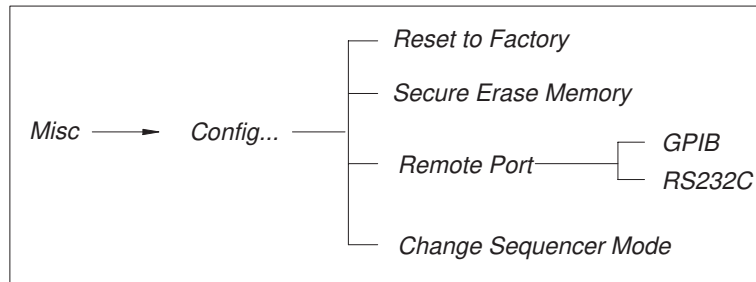 Reset to Factory
Secure Erase Memory
Misc
Config...
GPIB
Remote Port
RS232C
Change Sequencer Mode